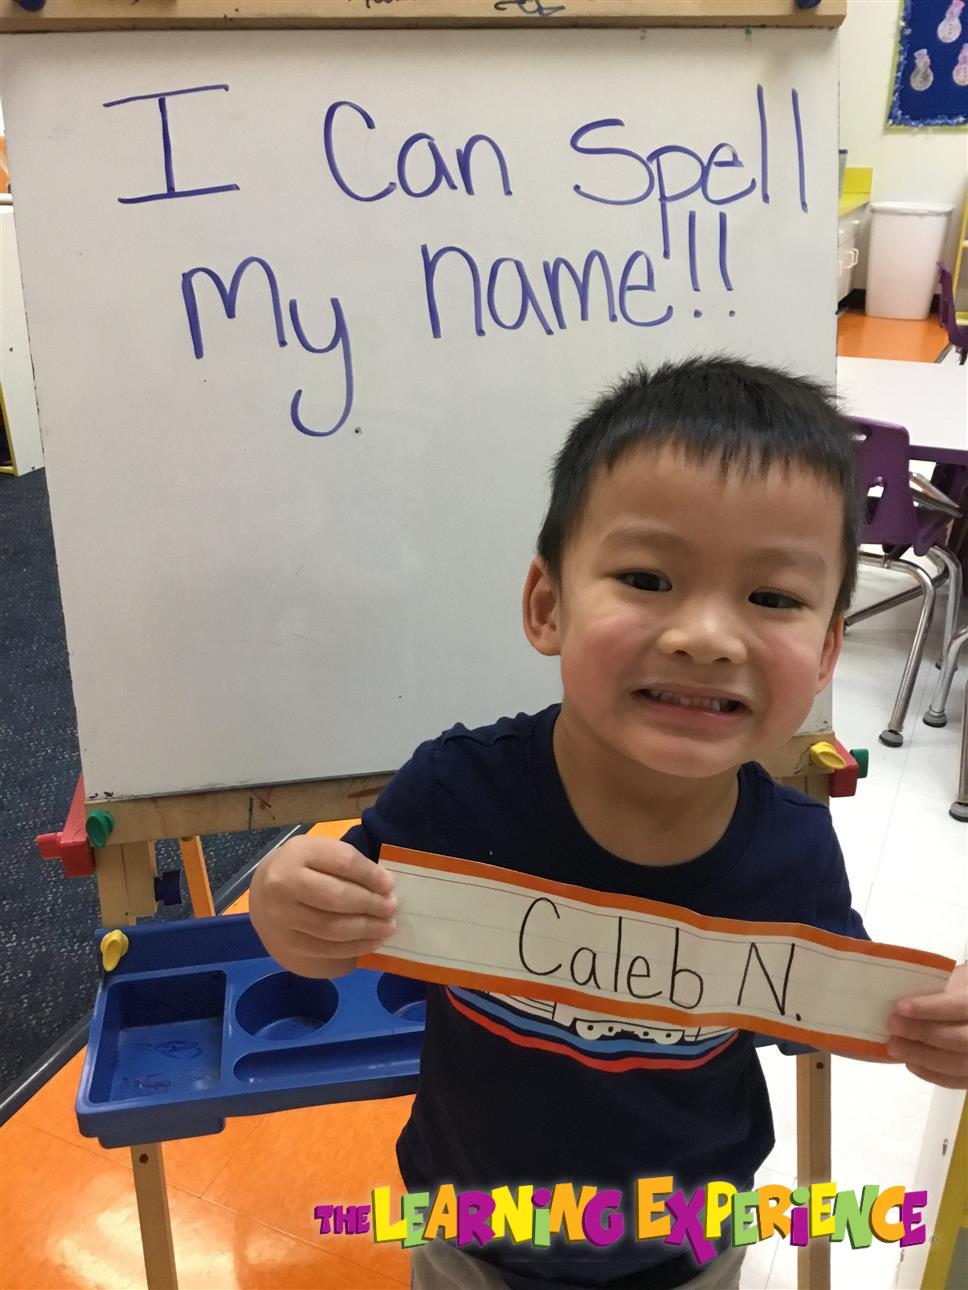 I Can Spell
My name!!
Caleb N.
THE LEARNING EXPERIENCE®